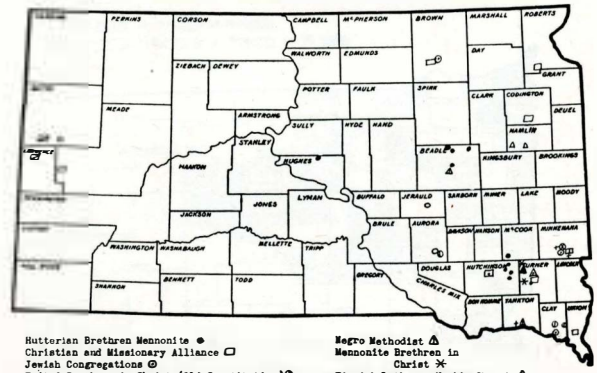 PERKINS CORSON CAMPBELL McPHERSON BROWN MARSHALL ROBERTS
WALWORTH EDMUNDS DAY
ZIEBACH DEWEY GRANT
POTTER FAULK SPINK CLARK CODINGTON
MEADE ARMSTRONG DEUEL
SULLY HYDE HAND HAMLIN
STANLEY BEADLE
LAWRENCE HUGHES KINGSBURY BROOKINGS
HAAKON
JONES LYMAN BUFFALO JERAULD SANBORN MINER LAKE MOODY
JACKSON BRULE AURORA DAVISON HANSON McCOOK MINNEHAHA
WASHINGTON WASHABAUGH MELLETTE TRIPP
GREGORY DOUGLAS HUTCHINSON TURNER LINCOLN
SHANNON BENNETT TODD CHARLES MIX
BON HOMME YANKTON CLAY UNION
Hutterian Brethren Mennonite
Christian and Missionary Alliance
Jewish Congregations
Negro Methodist
Mennonite Brethren in
Christ